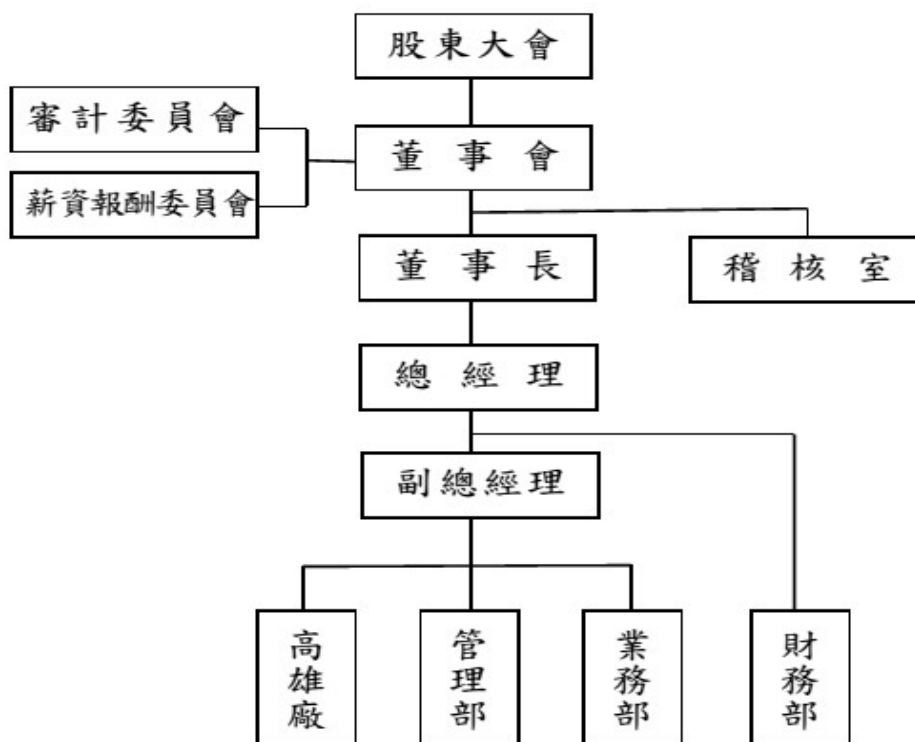 股東大會
審計委員會
董事會
薪資報酬委員會
董事長
稽核室
總經理
副總經理
高雄廠
管理部
業務部
財務部